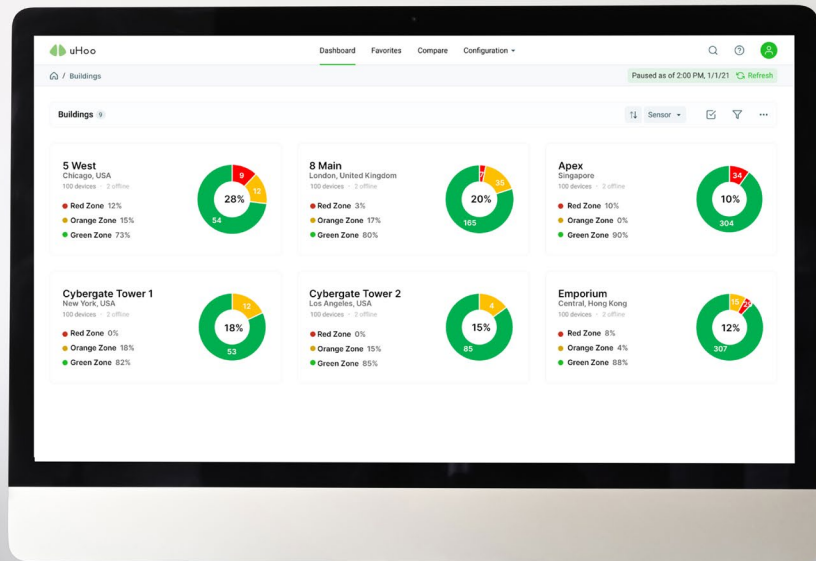 uHoo
Dashboard Favorites Compare Configuration
/ Buildings
Paused as of 2:00 PM, 1/1/21 Refresh
Buildings 9
Sensor
5 West
Chicago, USA
100 devices · 2 offline
Red Zone 12%
Orange Zone 15%
Green Zone 73%
9
12
28%
54
8 Main
London, United Kingdom
100 devices · 2 offline
Red Zone 3%
Orange Zone 17%
Green Zone 80%
7
35
20%
165
Apex
Singapore
100 devices · 2 offline
Red Zone 10%
Orange Zone 0%
Green Zone 90%
34
10%
304
Cybergate Tower 1
New York, USA
100 devices · 2 offline
Red Zone 0%
Orange Zone 18%
Green Zone 82%
12
18%
53
Cybergate Tower 2
Los Angeles, USA
100 devices · 2 offline
Red Zone 0%
Orange Zone 15%
Green Zone 85%
4
15%
85
Emporium
Central, Hong Kong
100 devices · 2 offline
Red Zone 8%
Orange Zone 4%
Green Zone 88%
15
12%
307